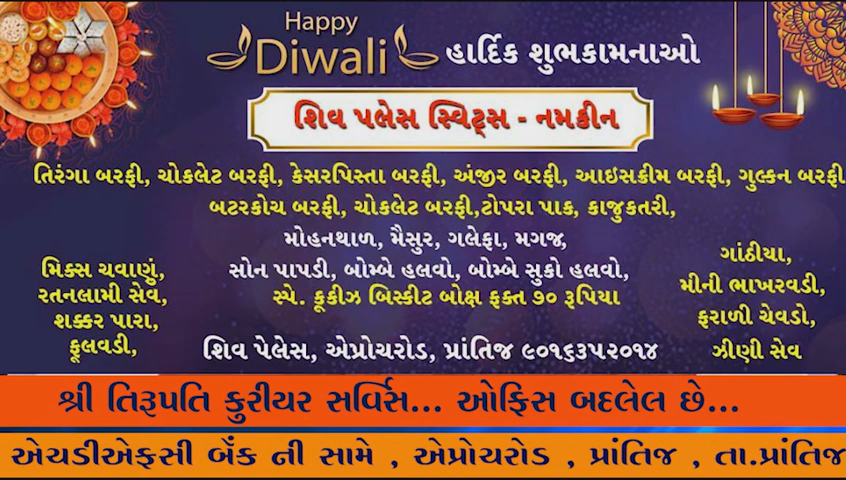 Happy
Diwali
હાર્દિક શુભકામનાઓ
શિવ પલેસ સ્વિટ્સ - નમકીન
તિરંગા બરફી, ચોકલેટ બરફી, કેસરપિસ્તા બરફી, અંજીર બરફી, આઇસક્રીમ બરફી, ગુલ્કન બરફી
બટરકોચ બરફી, ચોકલેટ બરફી,ટોપરા પાક, કાજુકતરી,
મોહનથાળ, મૈસુર, ગલેફા, મગજ,
સોન પાપડી, બોમ્બે હલવો, બોમ્બે સુકો હલવો,
સ્પે. કૂકીઝ બિસ્કીટ બોક્ષ ફક્ત ૭૦ રૂપિયા
મિક્સ ચવાણું,
રતનલામી સેવ,
શક્કર પારા,
ફૂલવડી,
ગાંઠીયા,
મીની ભાખરવડી,
ફરાળી ચેવડો,
ઝીણી સેવ
શિવ પેલેસ, એપ્રોચરોડ, પ્રાંતિજ ૯૦૧૬૩૫૨૦૧૪
શ્રી તિરૂપતિ કુરીયર સર્વિસ... ઓફિસ બદલેલ છે...
એચડીએફસી બેંક ની સામે , એપ્રોચરોડ , પ્રાંતિજ , તા.પ્રાંતિજ